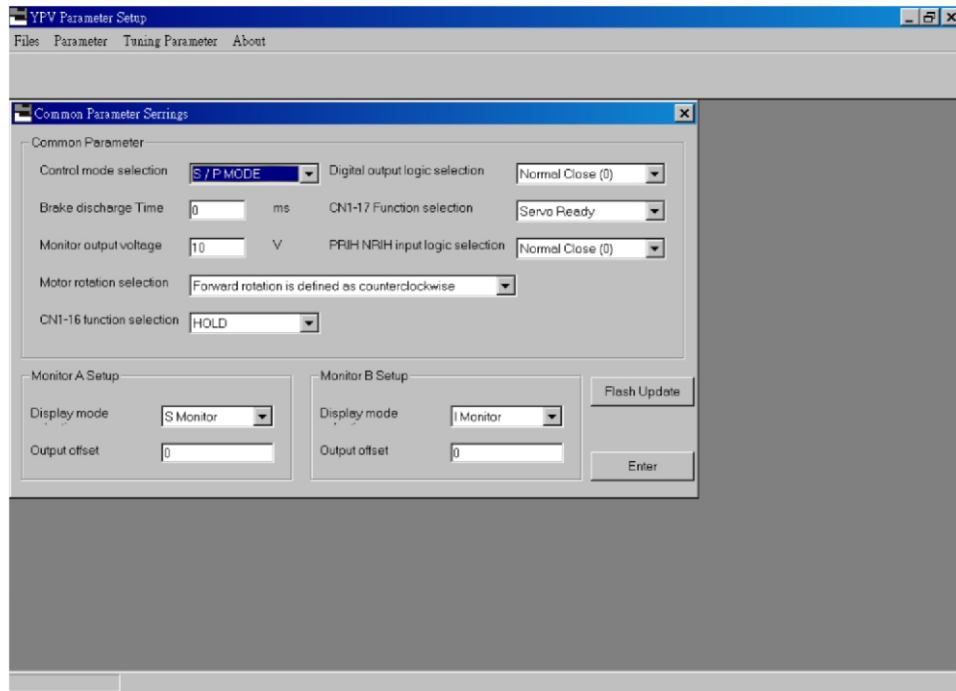 YPV Parameter Setup
Files Parameter Tuning Parameter About
Common Parameter Serrings
Common Parameter
Control mode selection S / P MODE Digital output logic selection Normal Close (0)
Brake discharge Time 0 ms CN1-17 Function selection Servo Ready
Monitor output voltage 10 V PRIH NRIH input logic selection Normal Close (0)
Motor rotation selection Forward rotation is defined as counterclockwise
CN1-16 function selection HOLD
Monitor A Setup Monitor B Setup
Flash Update
Display mode S Monitor Display mode I Monitor
Output offset 0 Output offset 0
Enter